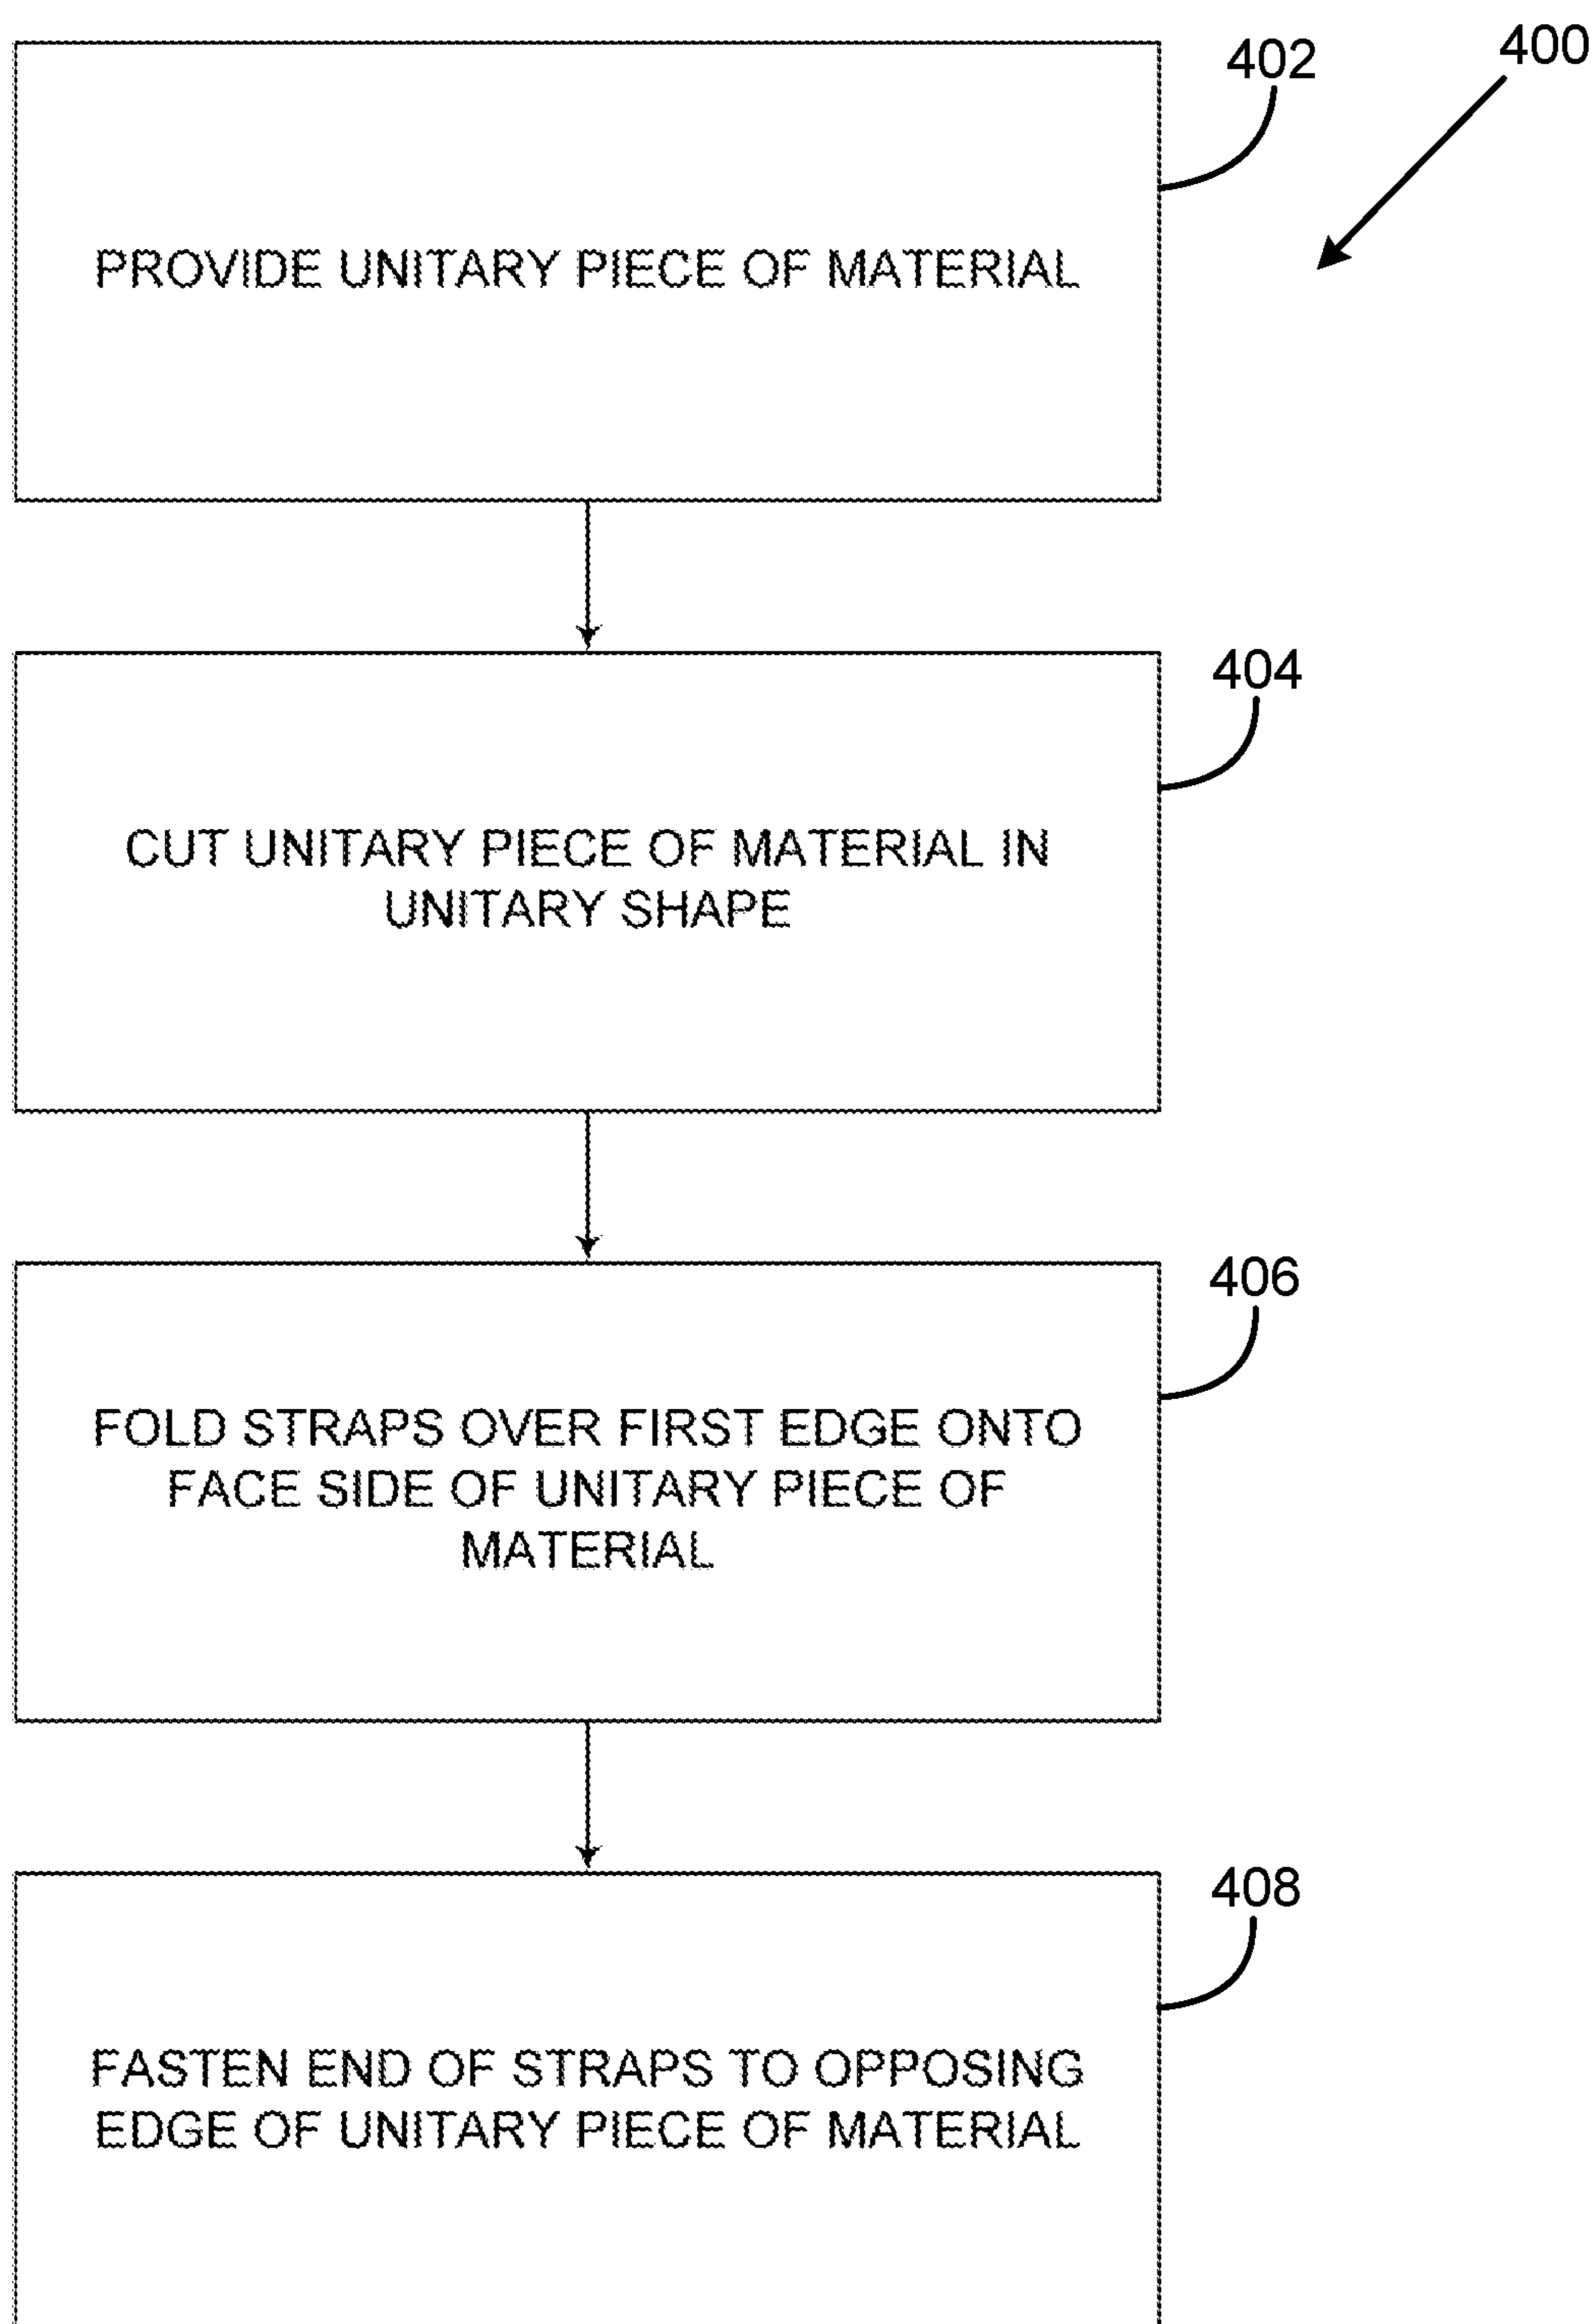 400
402
PROVIDE UNITARY PIECE OF MATERIAL
404
CUT UNITARY PIECE OF MATERIAL IN
UNITARY SHAPE
406
FOLD STRAPS OVER FIRST EDGE ONTO
FACE SIDE OF UNITARY PIECE OF
MATERIAL
408
FASTEN END OF STRAPS TO OPPOSING
EDGE OF UNITARY PIECE OF MATERIAL